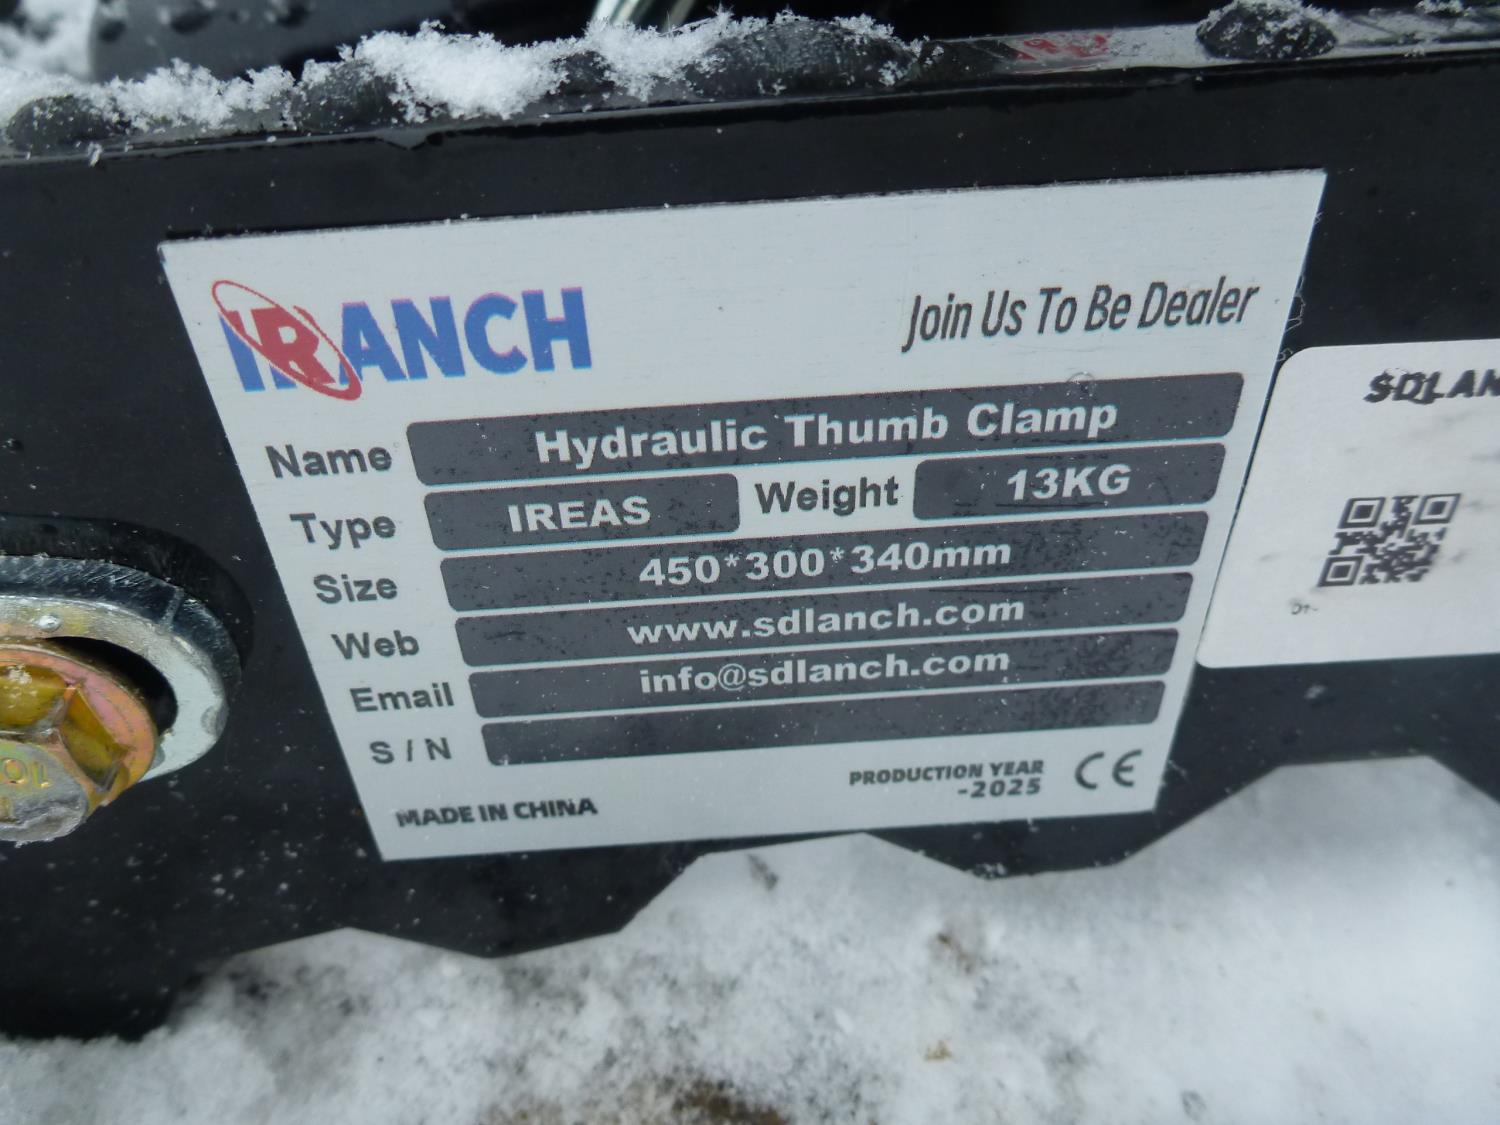 IRANCH
Join Us To Be Dealer
Name Hydraulic Thumb Clamp
Type IREAS Weight 13KG
Size 450*300*340mm
Web www.sdlanch.com
Email info@sdlanch.com
S / N
MADE IN CHINA
PRODUCTION YEAR
-2025
CE
SDLAN